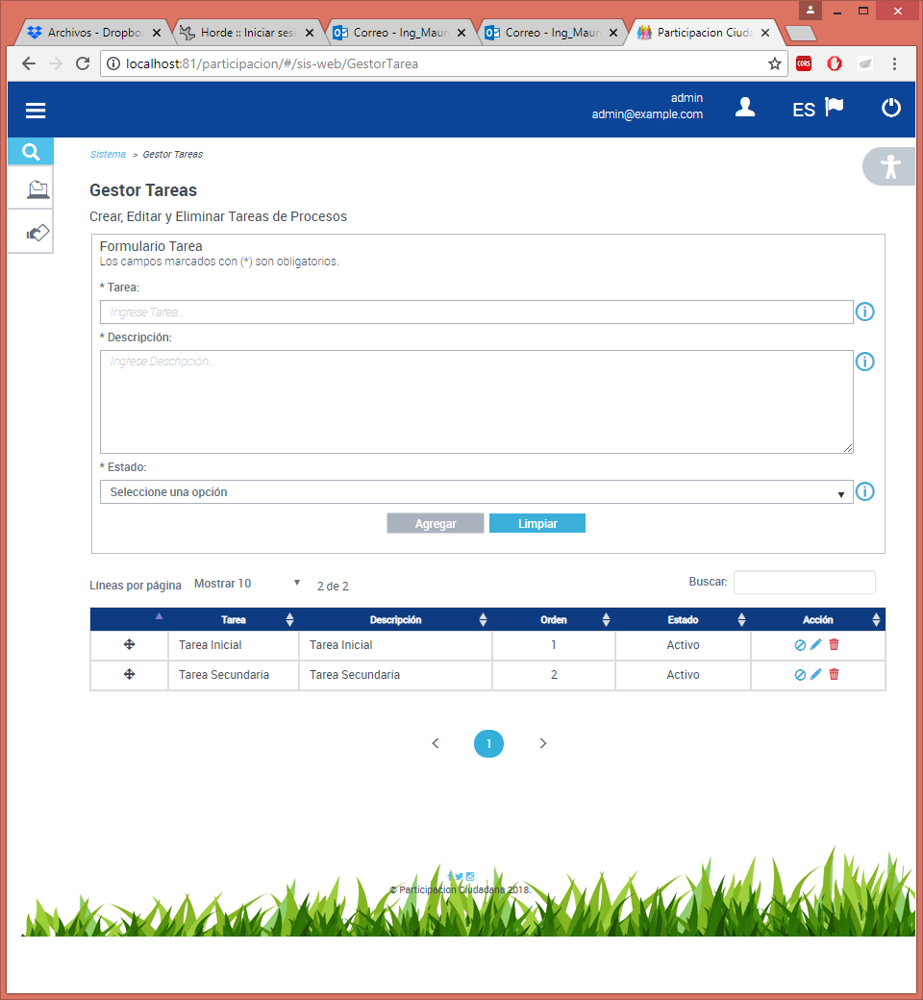 Archivos - Dropbo
Horde :: Iniciar ses
Correo - Ing_Maur
Correo - Ing_Maur
Participacion Ciuda
localhost:81/participacion/#/sis-web/GestorTarea
CORS
admin
admin@example.com
ES
Sistema > Gestor Tareas
Gestor Tareas
Crear, Editar y Eliminar Tareas de Procesos
Formulario Tarea
Los campos marcados con (*) son obligatorios.
* Tarea:
Ingrese Tarea...
* Descripción:
Ingrese Descripción...
* Estado:
Seleccione una opción
Agregar Limpiar
Líneas por página Mostrar 10 2 de 2 Buscar:
Tarea Descripción Orden Estado Acción
Tarea Inicial Tarea Inicial 1 Activo
Tarea Secundaria Tarea Secundaria 2 Activo
< 1 >
© Participacion Ciudadana 2018.